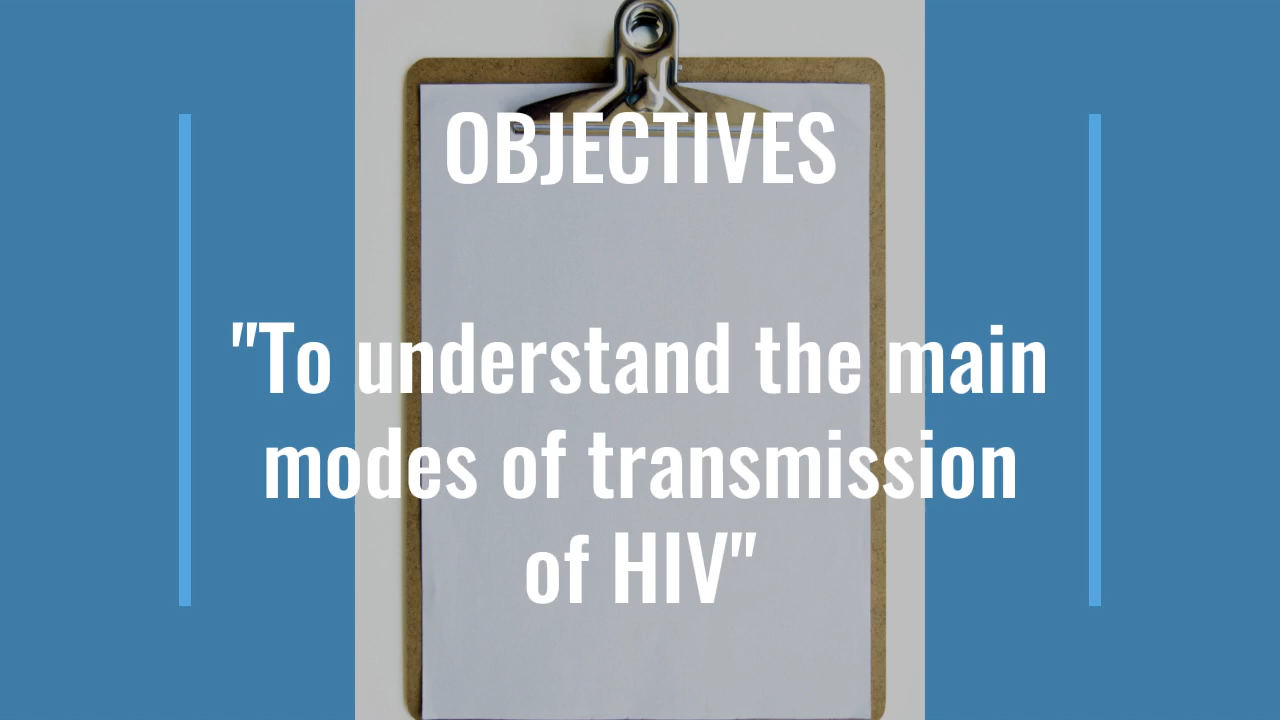 OBJECTIVES
"To understand the main
modes of transmission
of HIV"